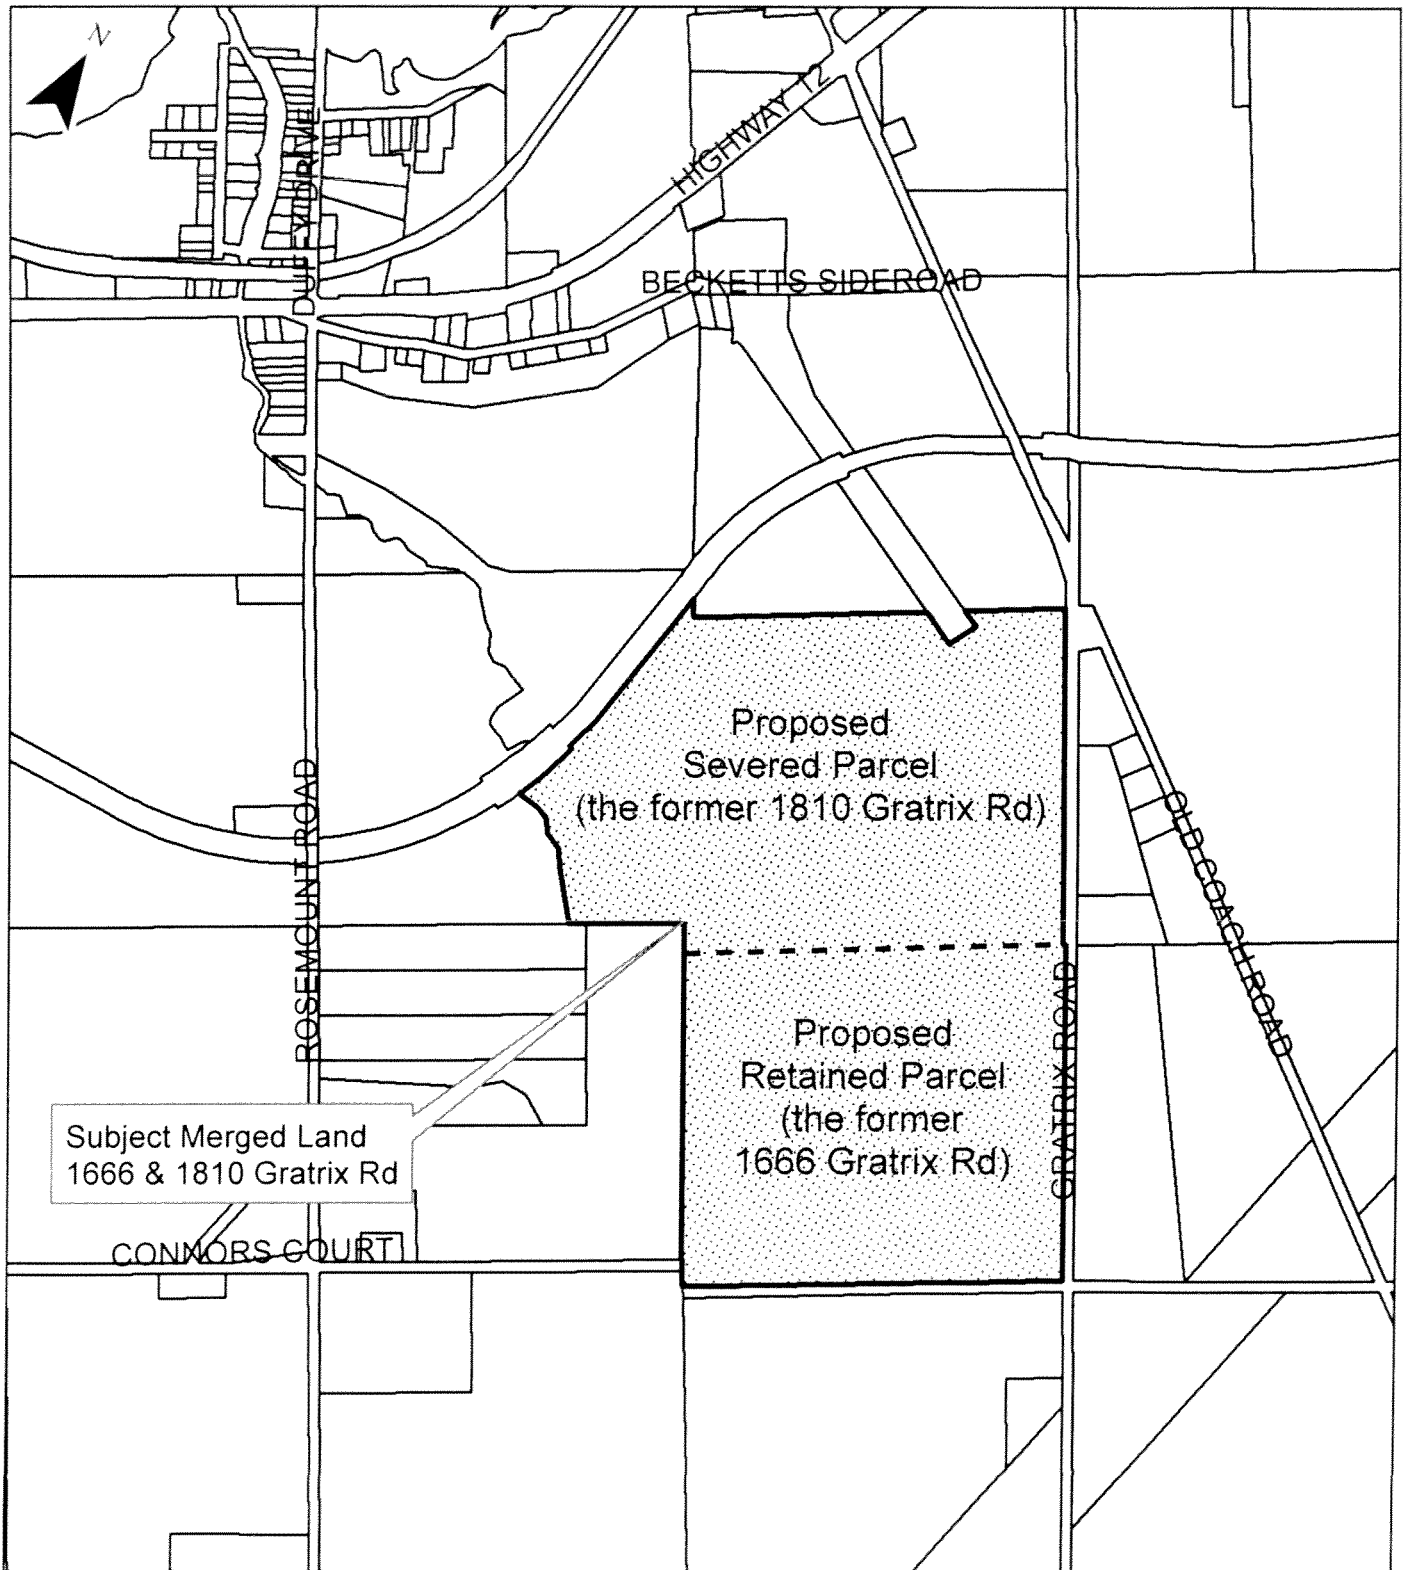 N
HIGHWAY 12
DUFFY DRIVE
BECKETTS SIDEROAD
Proposed
Severed Parcel
(the former 1810 Gratrix Rd)
ROSEMOUNT ROAD
OLD COACH ROAD
GRATRIX ROAD
Proposed
Retained Parcel
(the former
1666 Gratrix Rd)
Subject Merged Land
1666 & 1810 Gratrix Rd
CONNORS COURT